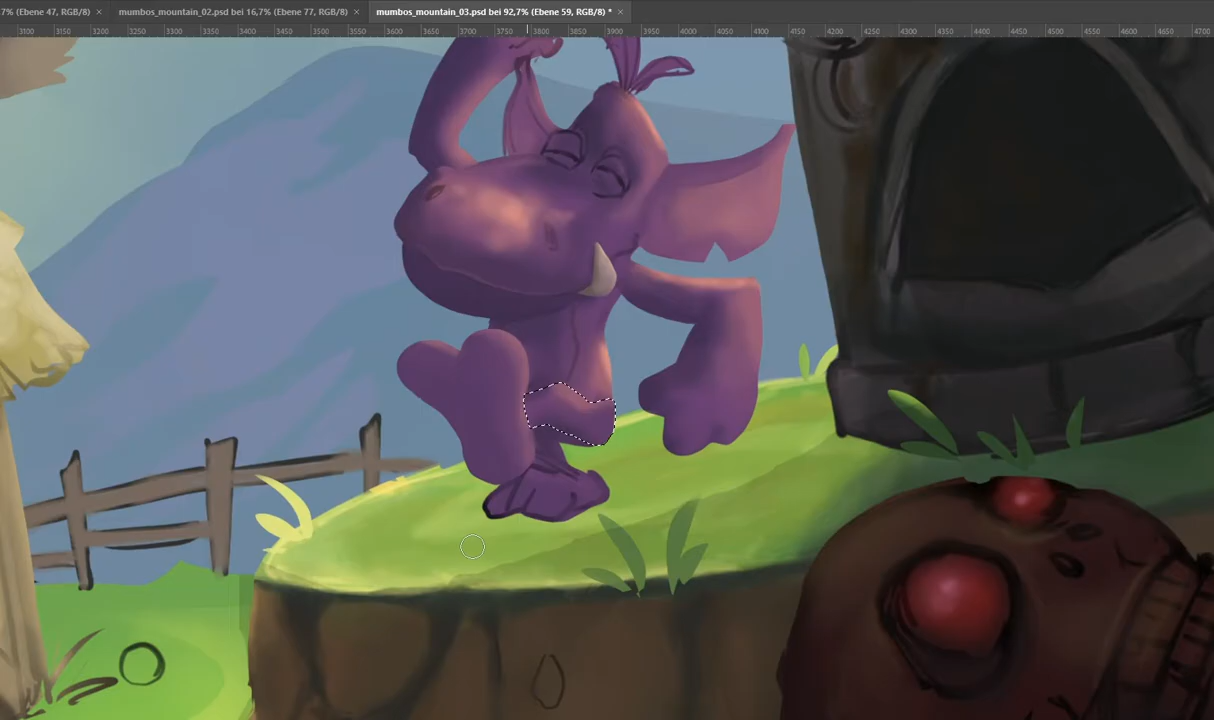 7% (Ebene 47, RGB/8) × mumbos_mountain_02.psd bei 16,7% (Ebene 77, RGB/8) × mumbos_mountain_03.psd bei 92,7% (Ebene 59, RGB/8) * ×
3100 3150 3200 3250 3300 3350 3400 3450 3500 3550 3600 3650 3700 3750 3800 3850 3900 3950 4000 4050 4100 4150 4200 4250 4300 4350 4400 4450 4500 4550 4600 4650 4700